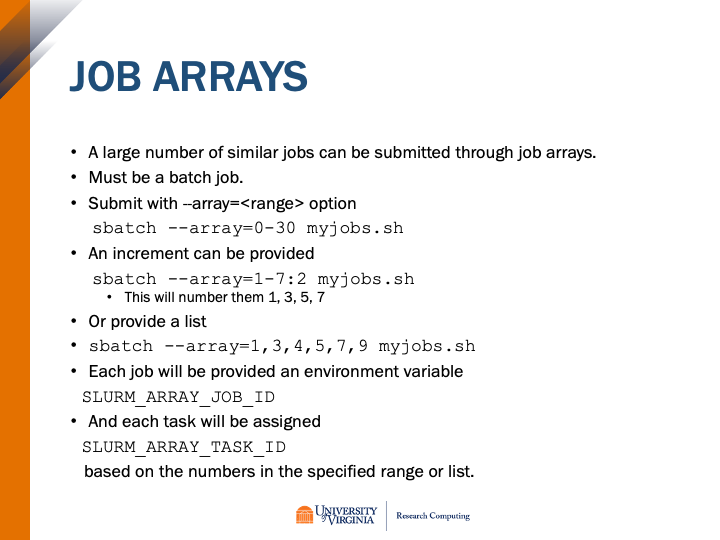 JOB ARRAYS
• A large number of similar jobs can be submitted through job arrays.
• Must be a batch job.
• Submit with --array=<range> option
sbatch --array=0-30 myjobs.sh
• An increment can be provided
sbatch --array=1-7:2 myjobs.sh
• This will number them 1, 3, 5, 7
• Or provide a list
• sbatch --array=1,3,4,5,7,9 myjobs.sh
• Each job will be provided an environment variable
SLURM_ARRAY_JOB_ID
• And each task will be assigned
SLURM_ARRAY_TASK_ID
based on the numbers in the specified range or list.
UNIVERSITY
of VIRGINIA
Research Computing